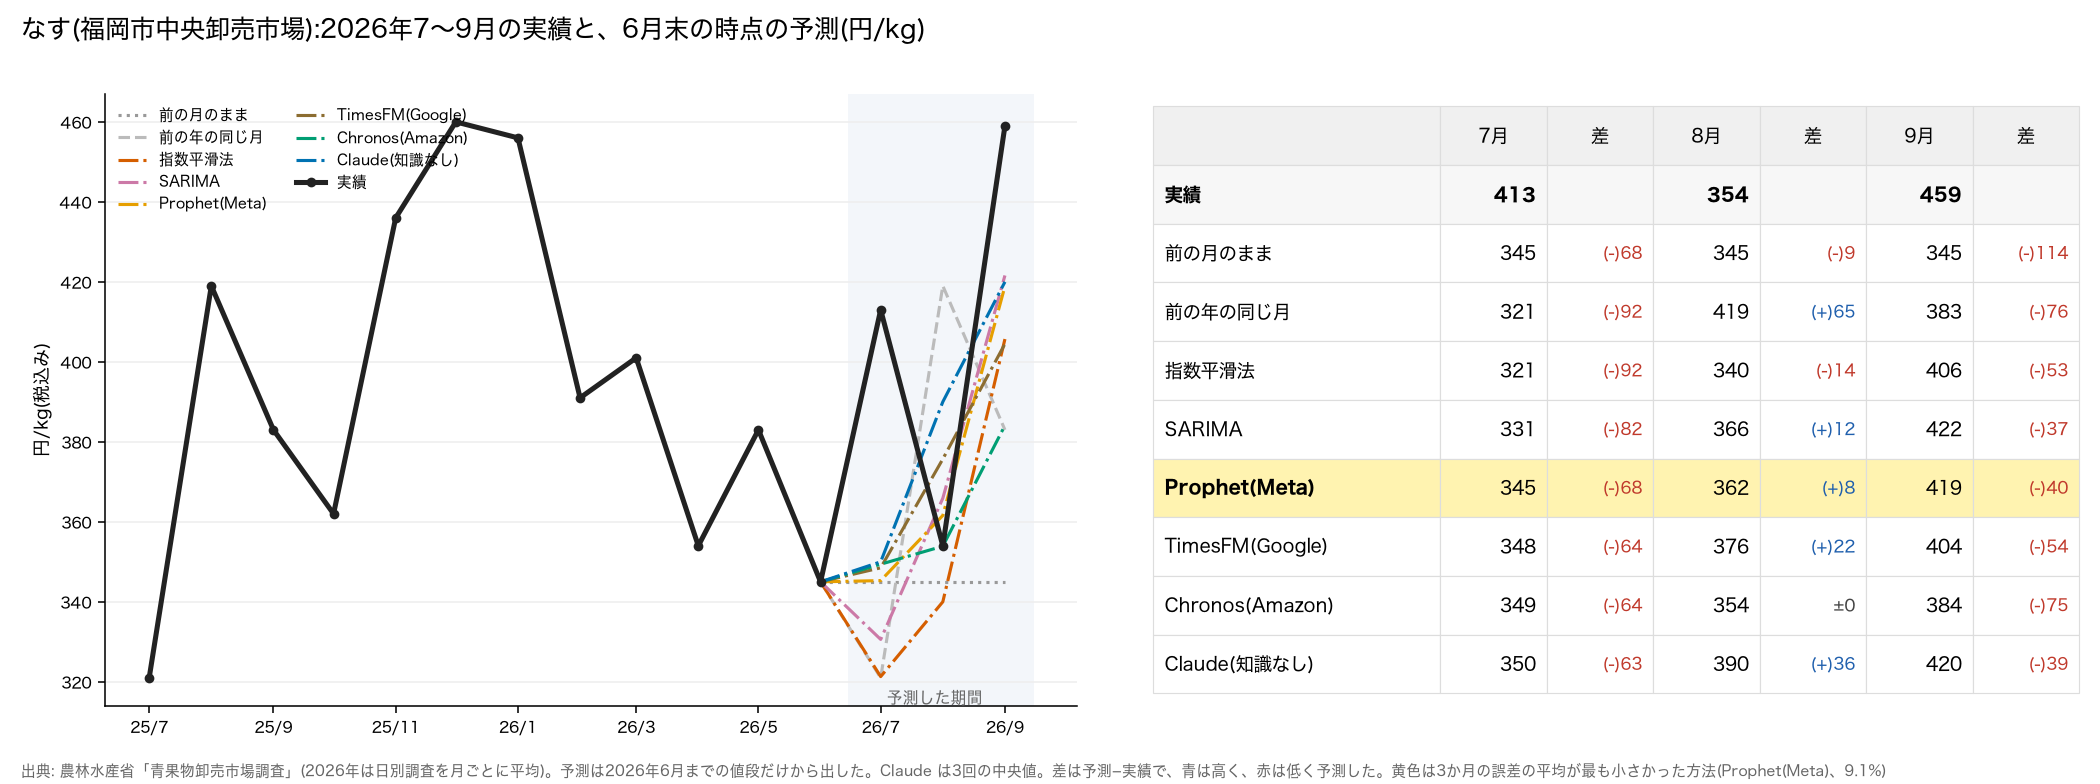 なす(福岡市中央卸売市場):2026年7〜9月の実績と、6月末の時点の予測(円/kg)
円/kg(税込み)
460
440
420
400
380
360
340
320
前の月のまま
前の年の同じ月
指数平滑法
SARIMA
Prophet(Meta)
TimesFM(Google)
Chronos(Amazon)
Claude(知識なし)
実績
予測した期間
25/7 25/9 25/11 26/1 26/3 26/5 26/7 26/9
7月 差 8月 差 9月 差
実績 413 354 459
前の月のまま 345 (-)68 345 (-)9 345 (-)114
前の年の同じ月 321 (-)92 419 (+)65 383 (-)76
指数平滑法 321 (-)92 340 (-)14 406 (-)53
SARIMA 331 (-)82 366 (+)12 422 (-)37
Prophet(Meta) 345 (-)68 362 (+)8 419 (-)40
TimesFM(Google) 348 (-)64 376 (+)22 404 (-)54
Chronos(Amazon) 349 (-)64 354 ±0 384 (-)75
Claude(知識なし) 350 (-)63 390 (+)36 420 (-)39
出典: 農林水産省「青果物卸売市場調査」(2026年は日別調査を月ごとに平均)。予測は2026年6月までの値段だけから出した。Claude は3回の中央値。差は予測−実績で、青は高く、赤は低く予測した。黄色は3か月の誤差の平均が最も小さかった方法(Prophet(Meta)、9.1%)